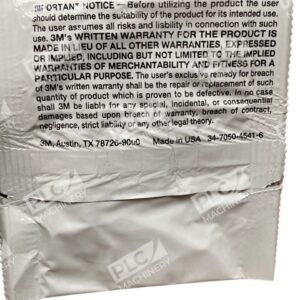 IMPORTANT NOTICE – Before utilizing the product the user
should determine the suitability of the product for its intended use.
The user assumes all risks and liability in connection with such
use. 3M's WRITTEN WARRANTY FOR THE PRODUCT IS
MADE IN LIEU OF ALL OTHER WARRANTIES, EXPRESSED
OR IMPLIED, INCLUDING BUT NOT LIMITED TO THE IMPLIED
WARRANTIES OF MERCHANTABILITY AND FITNESS FOR A
PARTICULAR PURPOSE. The user's exclusive remedy for breach
of 3M's written warranty shall be the repair or replacement of such
quantity of product which is proven to be defective. In no case
shall 3M be liable for any special, incidental, or consequential
damages based upon breach of warranty, breach of contract,
negligence, strict liability or any other legal theory.
3M, Austin, TX 78726-9000 Made in USA 34-7050-4541-6
PLC
MACHINERY
PLC
MACHINERY